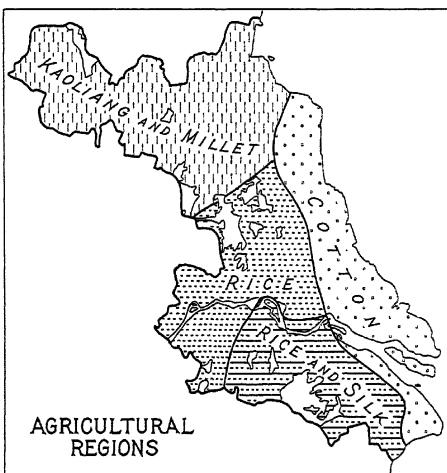 KAOLIANG AND MILLET
COTTON
RICE
RICE AND SILK
AGRICULTURAL
REGIONS